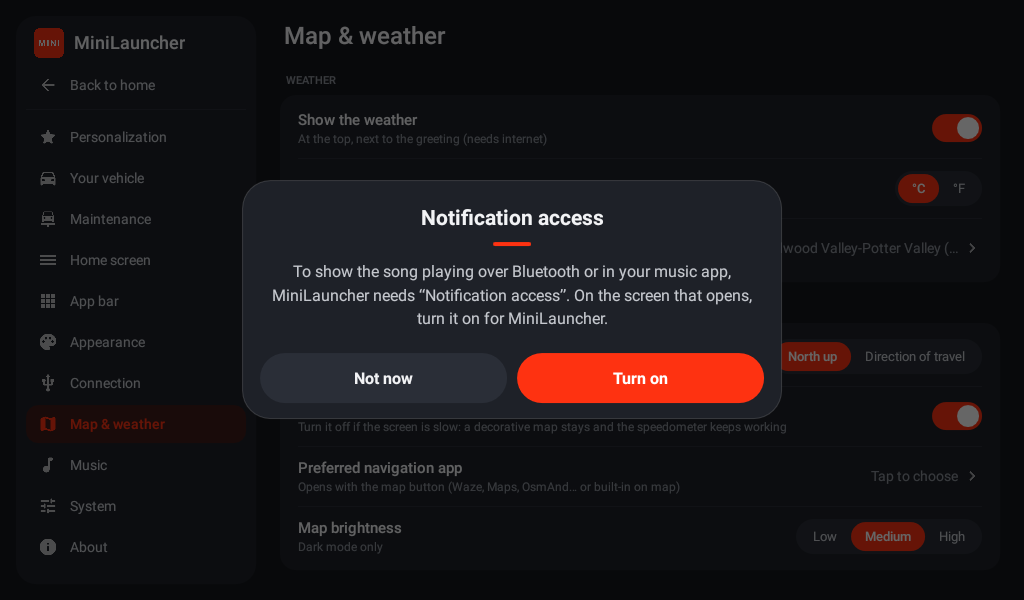 MINI MiniLauncher
Back to home
Personalization
Your vehicle
Maintenance
Home screen
App bar
Appearance
Connection
Map & weather
Music
System
About
Map & weather
WEATHER
Show the weather
At the top, next to the greeting (needs internet)
°C °F
Valley-Potter Valley (...
Notification access
To show the song playing over Bluetooth or in your music app,
MiniLauncher needs “Notification access”. On the screen that opens,
turn it on for MiniLauncher.
Not now
Turn on
North up Direction of travel
Turn it off if the screen is slow: a decorative map stays and the speedometer keeps working
Preferred navigation app
Opens with the map button (Waze, Maps, OsmAnd... or built-in on map)
Tap to choose
Map brightness
Dark mode only
Low Medium High